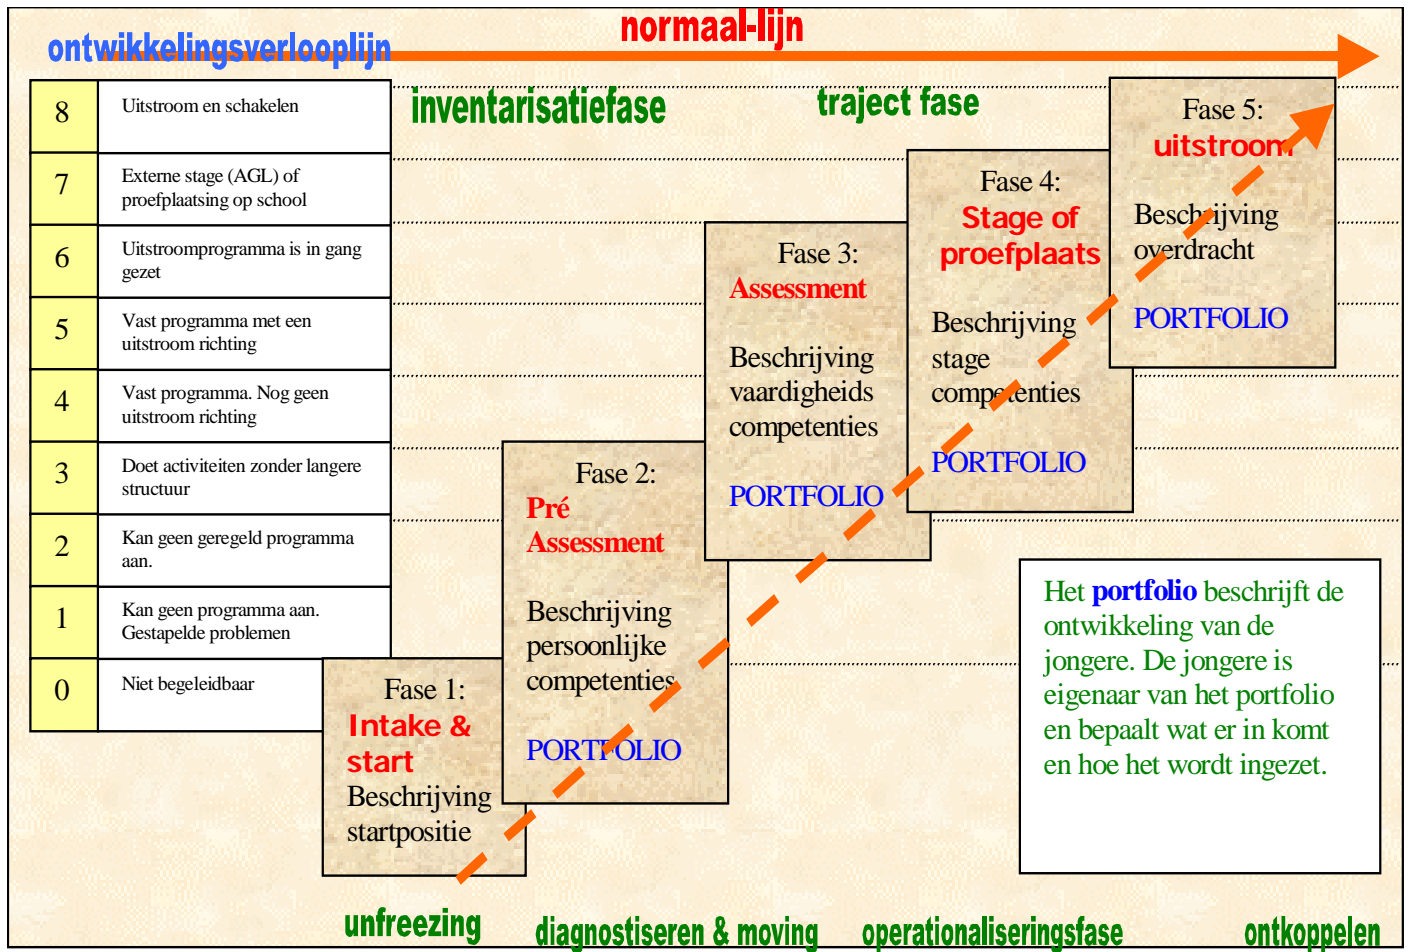 normaal-lijn
ontwikkelingsverlooplijn
8
Uitstroom en schakelen
7
Externe stage (AGL) of
proefplaatsing op school
6
Uitstroomprogramma is in gang
gezet
5
Vast programma met een
uitstroom richting
4
Vast programma. Nog geen
uitstroom richting
3
Doet activiteiten zonder langere
structuur
2
Kan geen geregeld programma
aan.
1
Kan geen programma aan.
Gestapelde problemen
0
Niet begeleidbaar
inventarisatiefase
traject fase
Fase 1:
Intake &
start
Beschrijving
startpositie
Fase 2:
Pré
Assessment
Beschrijving
persoonlijke
competenties
PORTFOLIO
Fase 3:
Assessment
Beschrijving
vaardigheids
competenties
PORTFOLIO
Fase 4:
Stage of
proefplaats
Beschrijving
stage
competenties
PORTFOLIO
Fase 5:
uitstroom
Beschrijving
overdracht
PORTFOLIO
Het portfolio beschrijft de
ontwikkeling van de
jongere. De jongere is
eigenaar van het portfolio
en bepaalt wat er in komt
en hoe het wordt ingezet.
unfreezing
diagnostiseren & moving
operationaliseringsfase
ontkoppelen